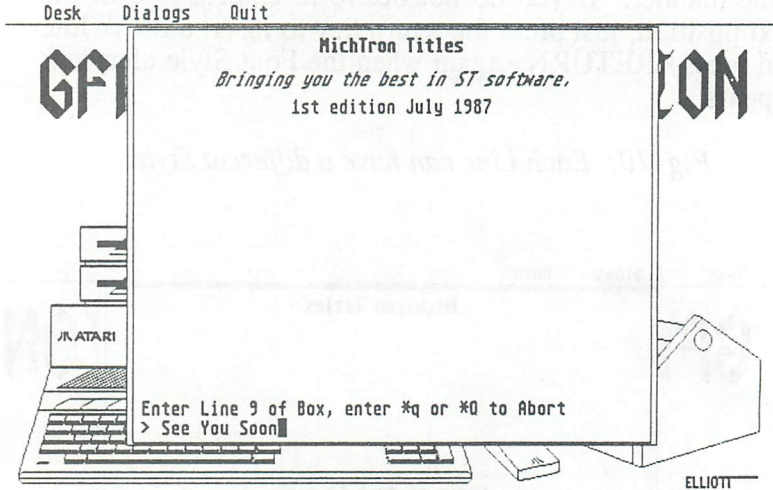 Desk Dialogs Quit
MichTron Titles
Bringing you the best in ST software.
1st edition July 1987
ATARI
Enter Line 9 of Box, enter *q or *Q to Abort
> See You Soon
ELLIOTT